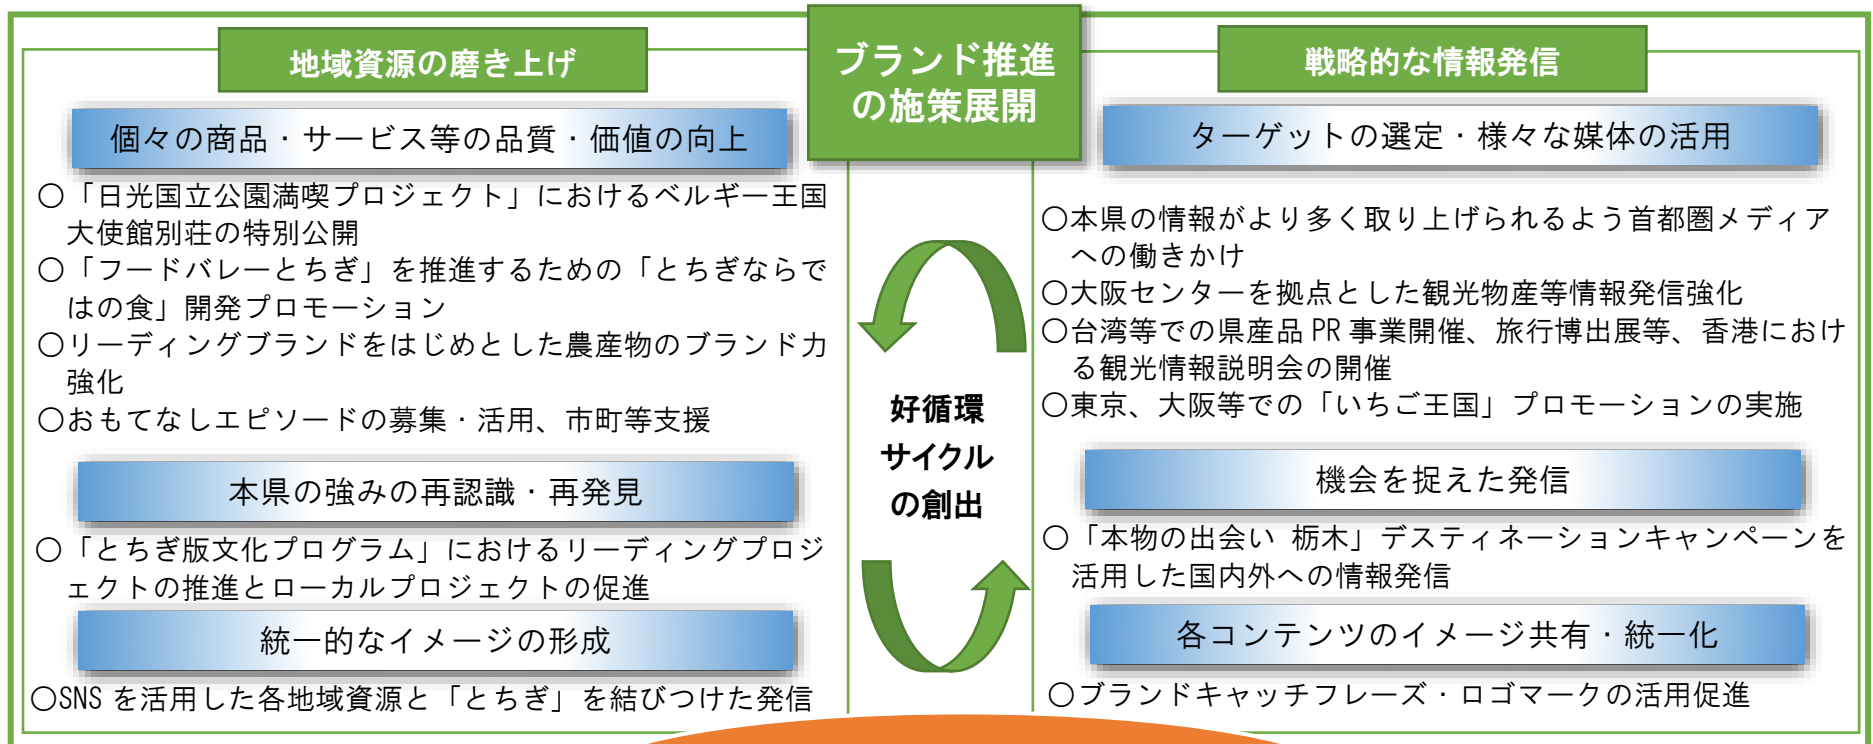 ブランド推進
の施策展開
地域資源の磨き上げ
個々の商品・サービス等の品質・価値の向上
〇「日光国立公園満喫プロジェクト」におけるベルギー王国
大使館別荘の特別公開
〇「フードバレーとちぎ」を推進するための「とちぎならで
はの食」開発プロモーション
〇リーディングブランドをはじめとした農産物のブランド力
強化
〇おもてなしエピソードの募集・活用、市町等支援
本県の強みの再認識・再発見
〇「とちぎ版文化プログラム」におけるリーディングプロジ
ェクトの推進とローカルプロジェクトの促進
統一的なイメージの形成
〇SNS を活用した各地域資源と「とちぎ」を結びつけた発信
好循環
サイクル
の創出
戦略的な情報発信
ターゲットの選定・様々な媒体の活用
〇本県の情報がより多く取り上げられるよう首都圏メディア
への働きかけ
〇大阪センターを拠点とした観光物産等情報発信強化
〇台湾等での県産品 PR 事業開催、旅行博出展等、香港におけ
る観光情報説明会の開催
〇東京、大阪等での「いちご王国」プロモーションの実施
機会を捉えた発信
〇「本物の出会い 栃木」デスティネーションキャンペーンを
活用した国内外への情報発信
各コンテンツのイメージ共有・統一化
〇ブランドキャッチフレーズ・ロゴマークの活用促進